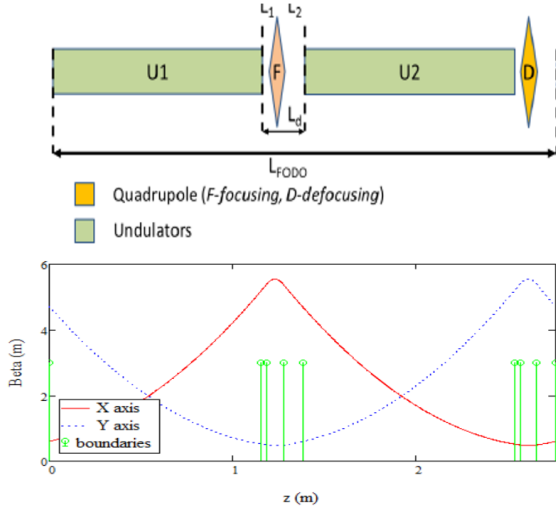 L1 L2
U1 F U2 D
Ld
LFODO
Quadrupole (F-focusing, D-defocusing)
Undulators
6
4
2
0
Beta (m)
X axis
Y axis
boundaries
0 1 2
z (m)